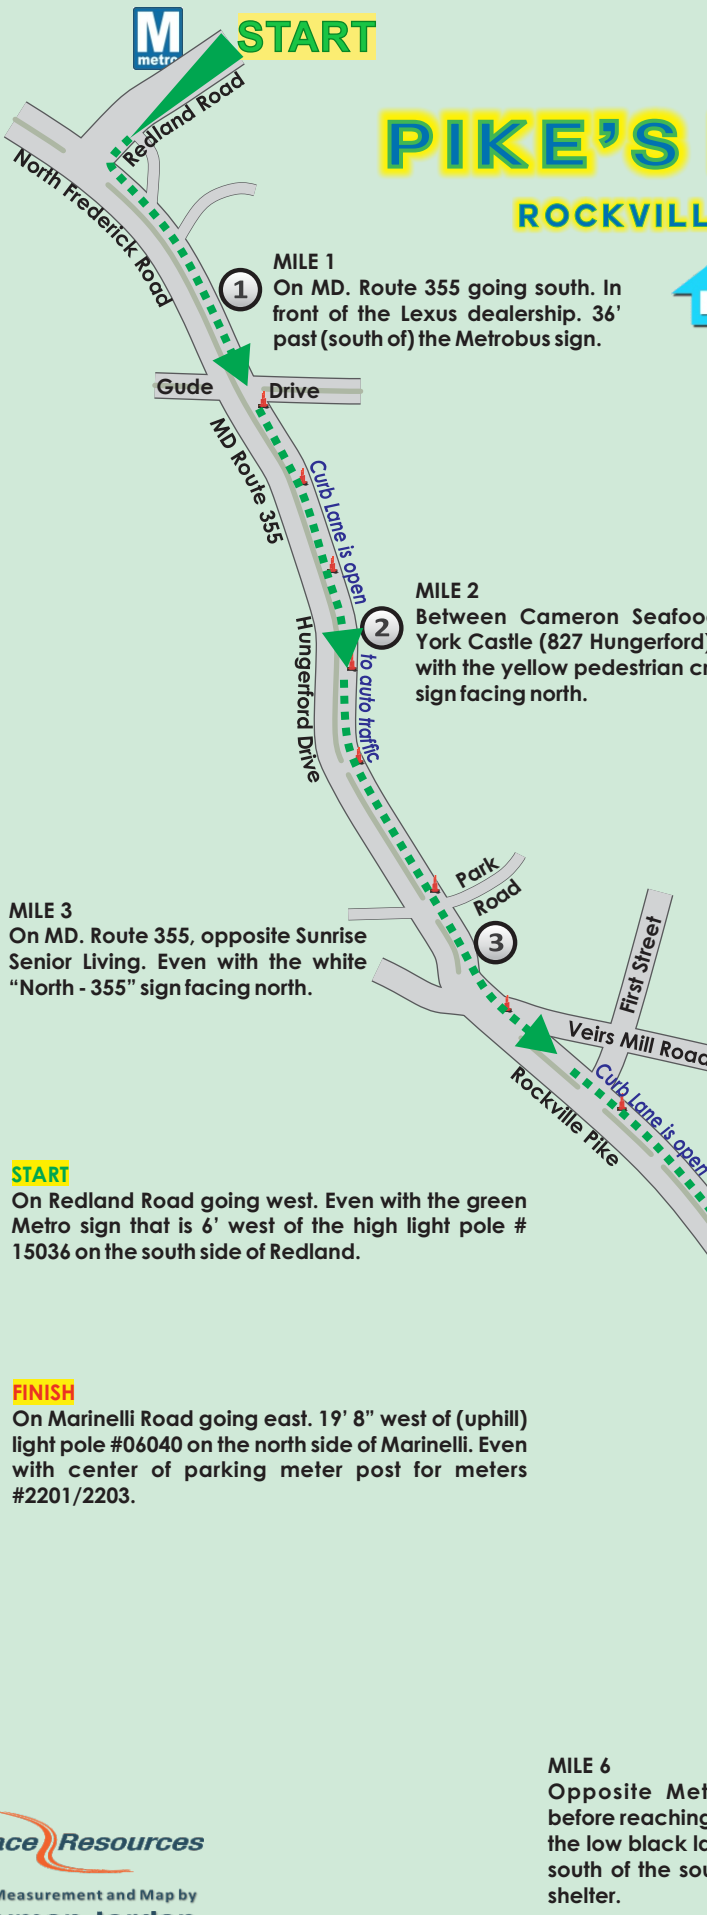 M
metro
START
Redland Road
PIKE'S
ROCKVILL
North Frederick Road
MILE 1
On MD. Route 355 going south. In
front of the Lexus dealership. 36'
past (south of) the Metrobus sign.
1
Gude Drive
MD Route 355
Curb Lane is open
to auto traffic
MILE 2
Between Cameron Seafoo
York Castle (827 Hungerford)
with the yellow pedestrian cr
sign facing north.
2
Hungerford Drive
Park
Road
3
MILE 3
On MD. Route 355, opposite Sunrise
Senior Living. Even with the white
“North - 355” sign facing north.
First Street
Veirs Mill Road
Curb Lane is open
Rockville Pike
START
On Redland Road going west. Even with the green
Metro sign that is 6' west of the high light pole #
15036 on the south side of Redland.
FINISH
On Marinelli Road going east. 19' 8” west of (uphill)
light pole #06040 on the north side of Marinelli. Even
with center of parking meter post for meters
#2201/2203.
MILE 6
Opposite Met
before reaching
the low black la
south of the sou
shelter.
ace Resources
Measurement and Map by